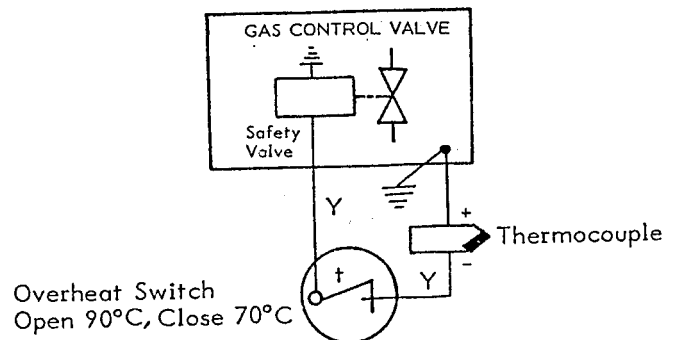 GAS CONTROL VALVE
Safety
Valve
Y
+
Thermocouple
-
Y
t
Overheat Switch
Open 90°C, Close 70°C